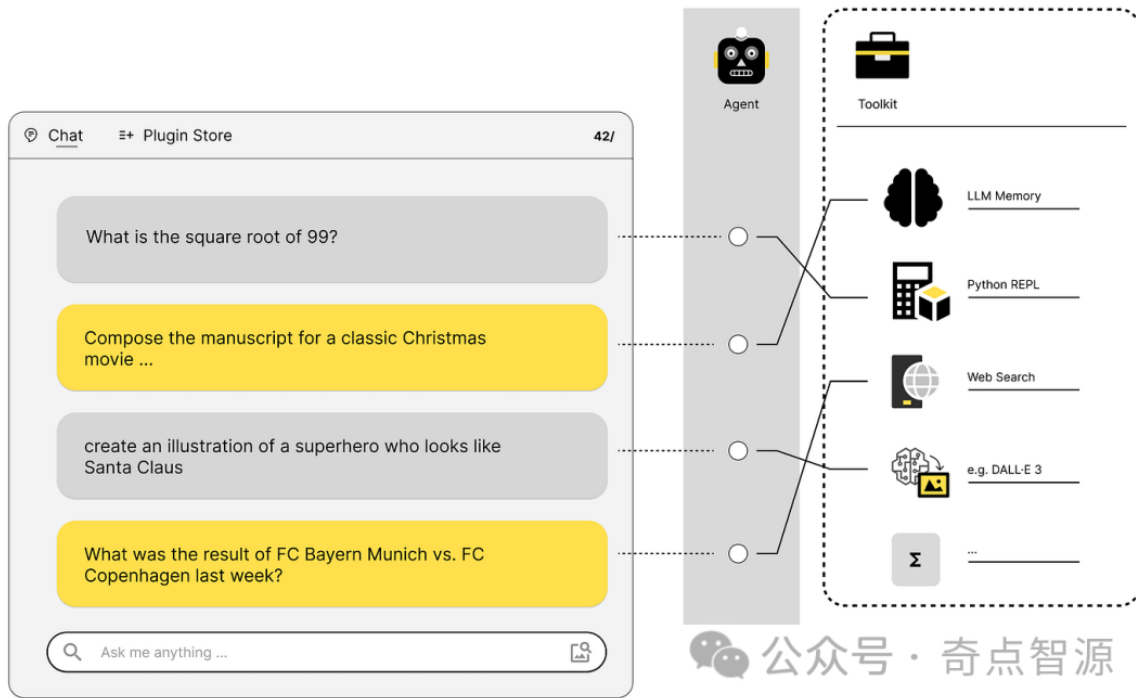 Agent
Toolkit
Chat
Plugin Store
42/
What is the square root of 99?
Compose the manuscript for a classic Christmas
movie ...
create an illustration of a superhero who looks like
Santa Claus
What was the result of FC Bayern Munich vs. FC
Copenhagen last week?
Ask me anything ...
LLM Memory
Python REPL
Web Search
e.g. DALL·E 3
Σ
...
公众号 · 奇点智源